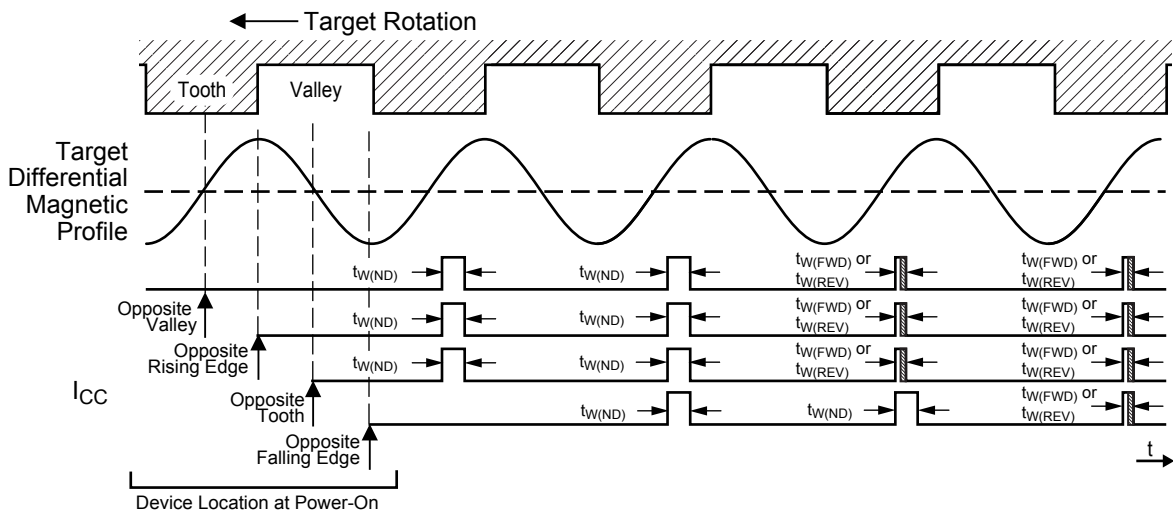 Target Rotation
Tooth
Valley
Target
Differential
Magnetic
Profile
tW(ND)
tW(ND)
tW(FWD) or
tW(REV)
tW(FWD) or
tW(REV)
Opposite
Valley
tW(ND)
tW(ND)
tW(FWD) or
tW(REV)
tW(FWD) or
tW(REV)
Opposite
Rising Edge
tW(ND)
tW(ND)
tW(FWD) or
tW(REV)
tW(FWD) or
tW(REV)
ICC
Opposite
Tooth
tW(ND)
tW(ND)
tW(FWD) or
tW(REV)
Opposite
Falling Edge
t
Device Location at Power-On